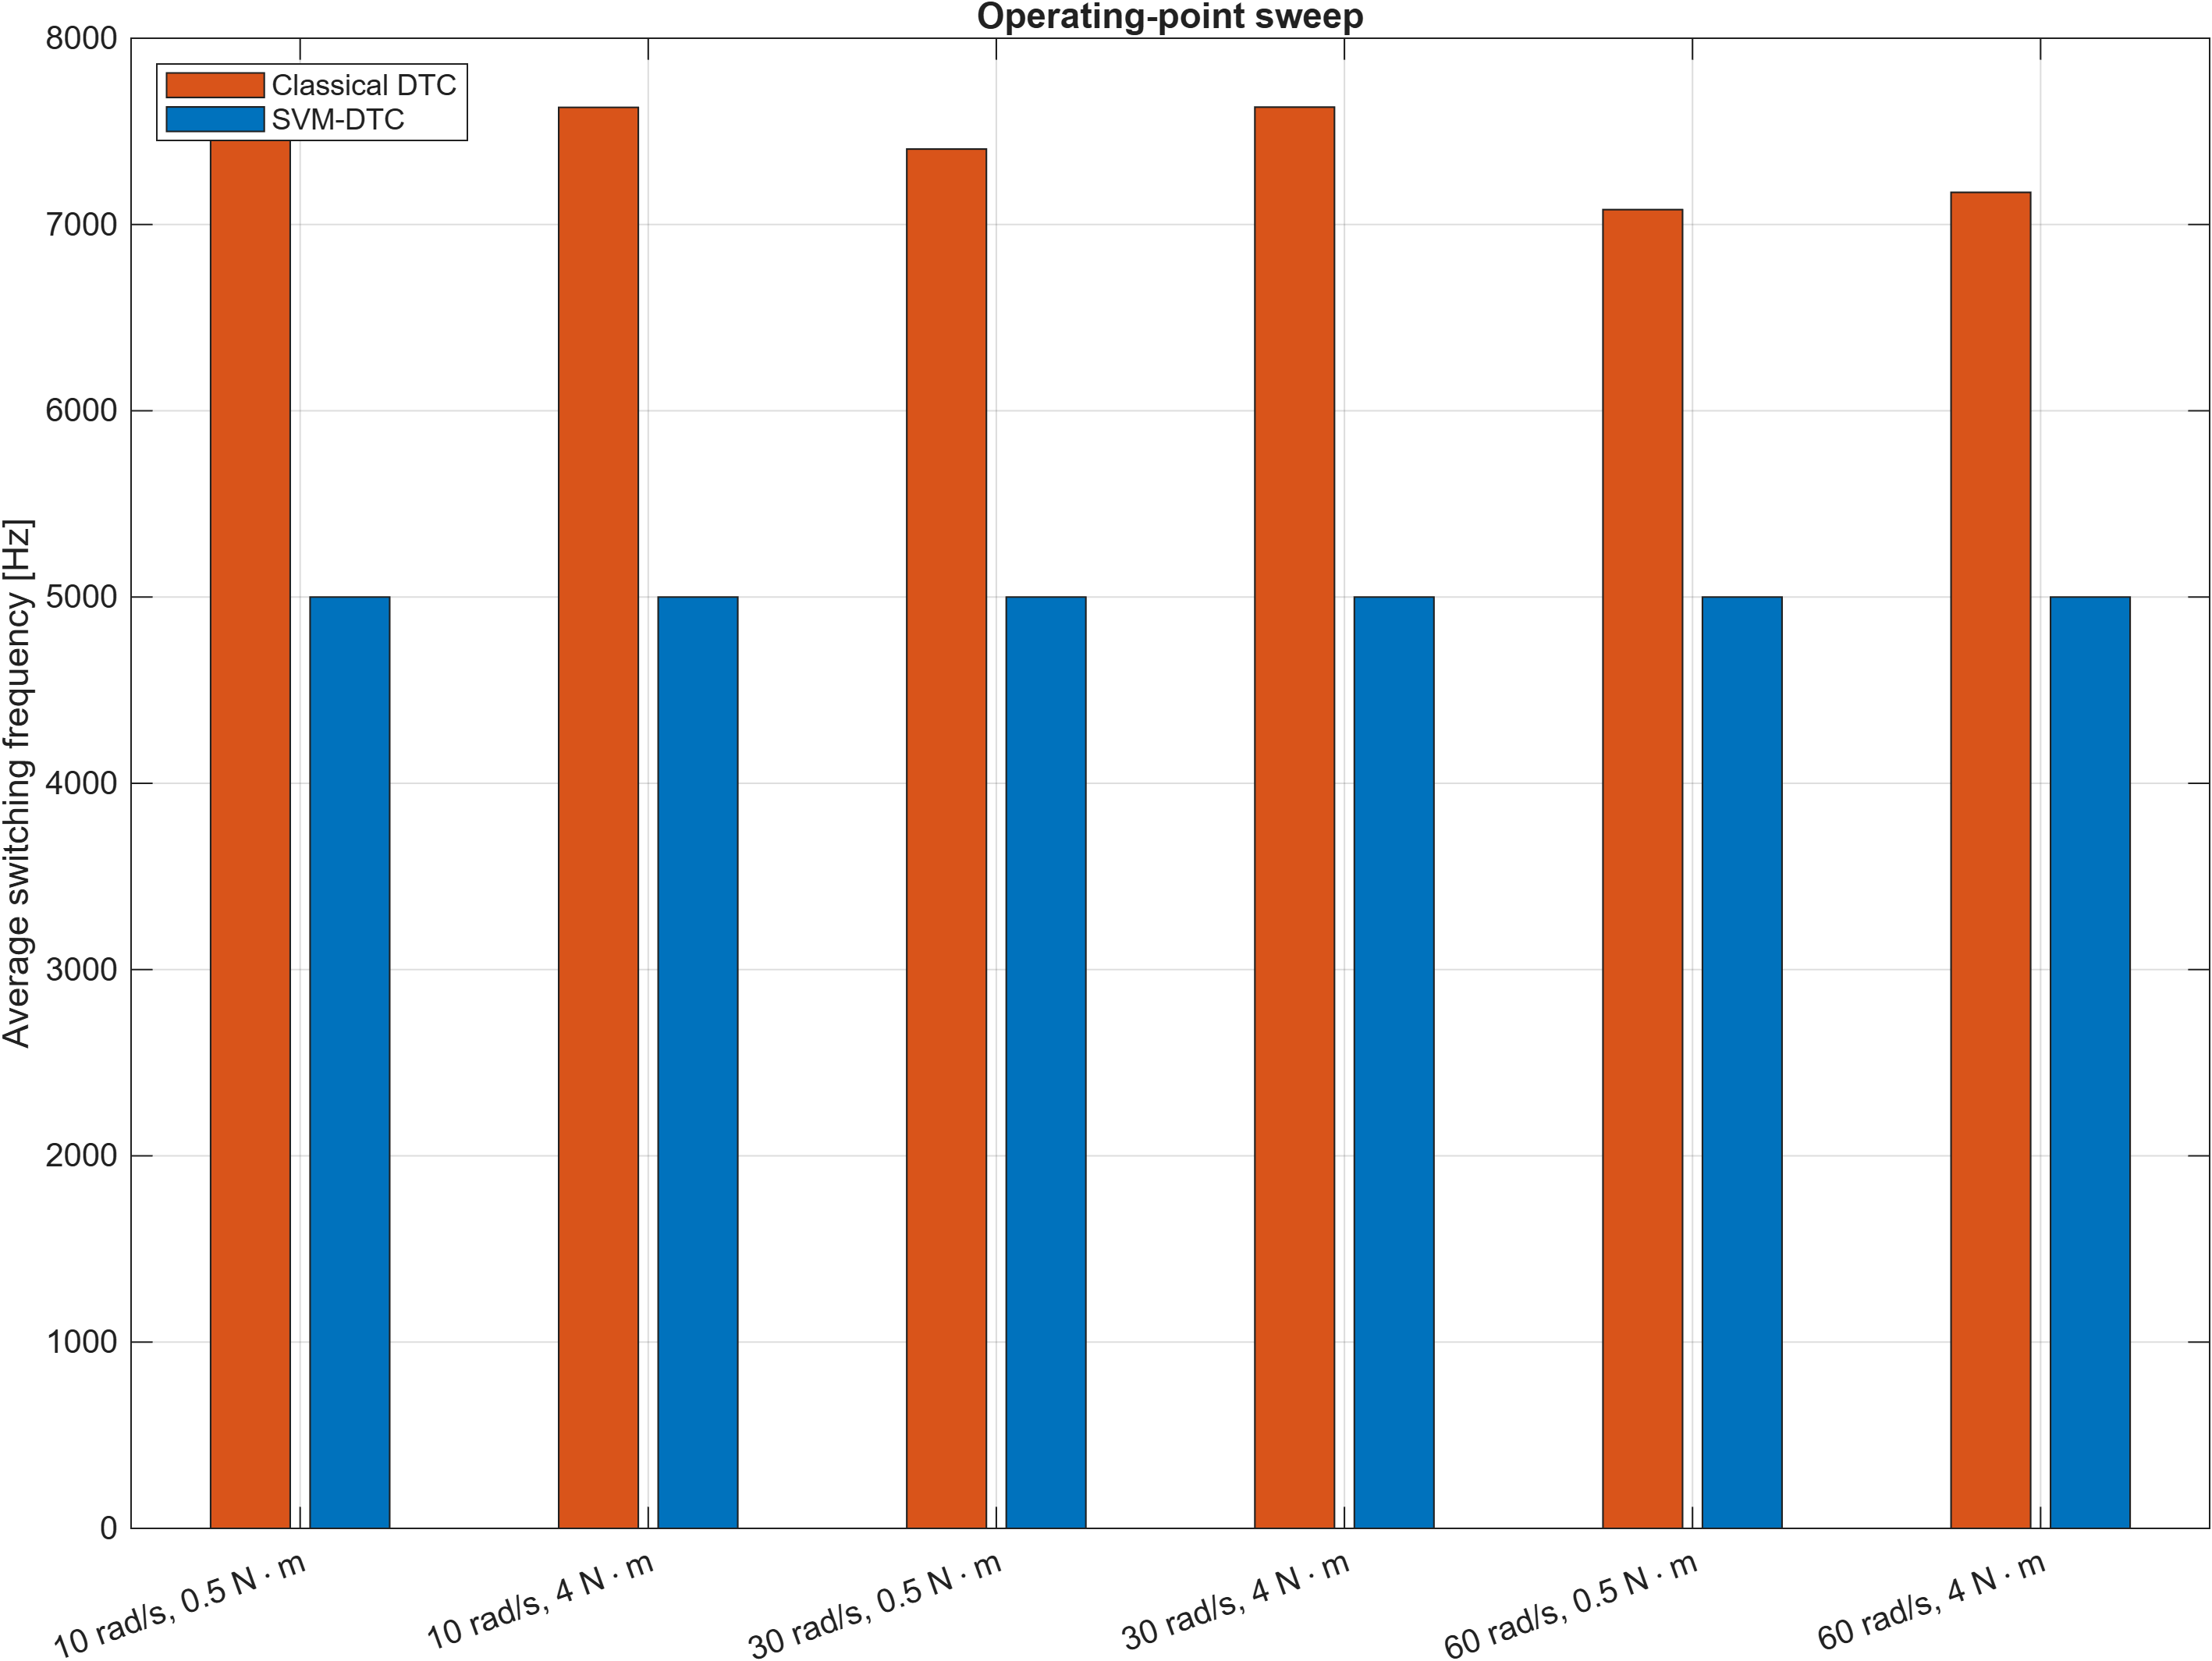 Operating-point sweep
8000
7000
6000
5000
4000
3000
2000
1000
0
Average switching frequency [Hz]
Classical DTC
SVM-DTC
10 rad/s, 0.5 N · m
10 rad/s, 4 N · m
30 rad/s, 0.5 N · m
30 rad/s, 4 N · m
60 rad/s, 0.5 N · m
60 rad/s, 4 N · m